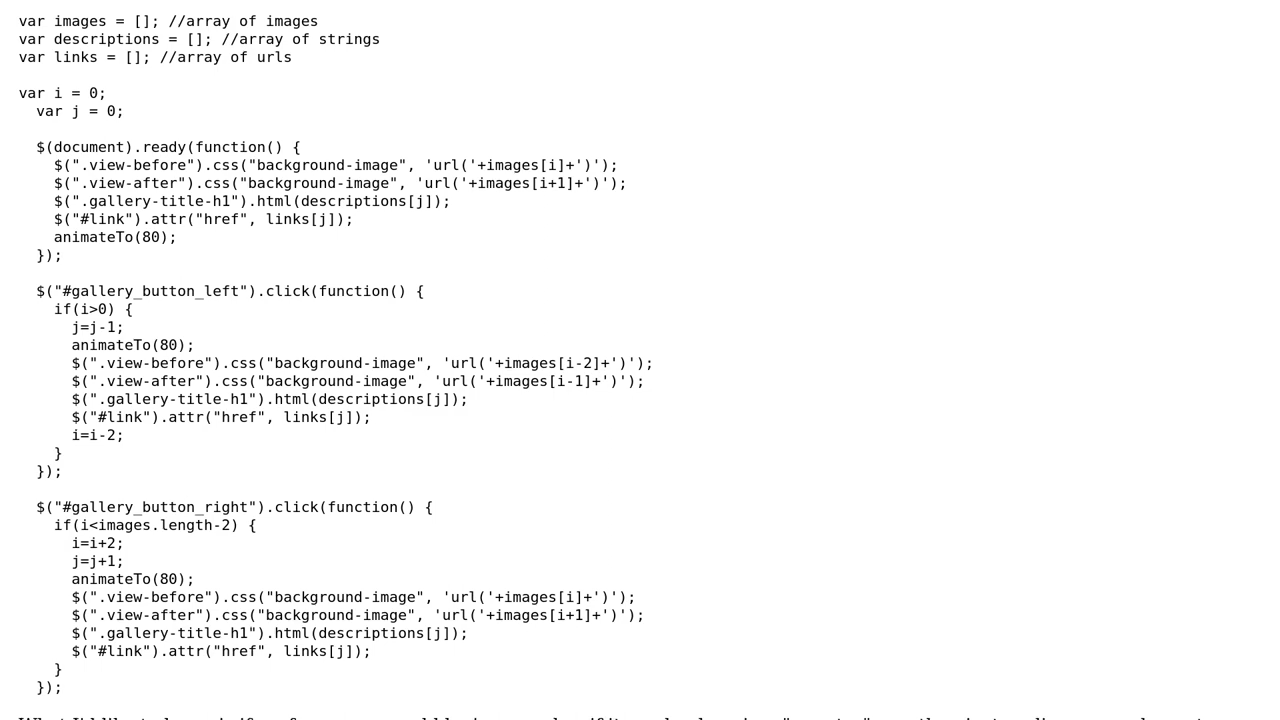 var images = []; //array of images
var descriptions = []; //array of strings
var links = []; //array of urls

var i = 0;
  var j = 0;

  $(document).ready(function() {
    $(".view-before").css("background-image", 'url('+images[i]+')');
    $(".view-after").css("background-image", 'url('+images[i+1]+')');
    $(".gallery-title-h1").html(descriptions[j]);
    $("#link").attr("href", links[j]);
    animateTo(80);
  });

  $("#gallery_button_left").click(function() {
    if(i>0) {
      j=j-1;
      animateTo(80);
      $(".view-before").css("background-image", 'url('+images[i-2]+')');
      $(".view-after").css("background-image", 'url('+images[i-1]+')');
      $(".gallery-title-h1").html(descriptions[j]);
      $("#link").attr("href", links[j]);
      i=i-2;
    }
  });

  $("#gallery_button_right").click(function() {
    if(i<images.length-2) {
      i=i+2;
      j=j+1;
      animateTo(80);
      $(".view-before").css("background-image", 'url('+images[i]+')');
      $(".view-after").css("background-image", 'url('+images[i+1]+')');
      $(".gallery-title-h1").html(descriptions[j]);
      $("#link").attr("href", links[j]);
    }
  });